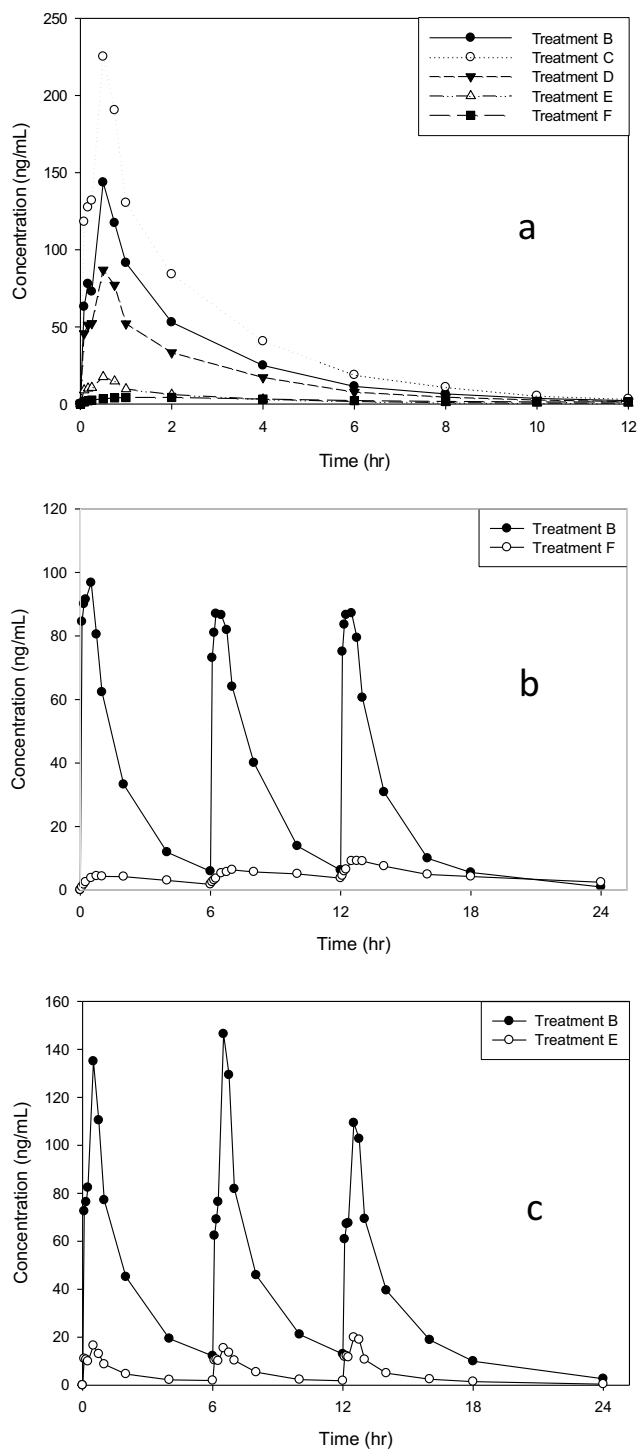 250
200
150
100
50
0
Concentration (ng/mL)
Treatment B
Treatment C
Treatment D
Treatment E
Treatment F
a
0 2 4 6 8 10 12
Time (hr)
120
100
80
60
40
20
0
Concentration (ng/mL)
Treatment B
Treatment F
b
0 6 12 18 24
Time (hr)
160
140
120
100
80
60
40
20
0
Concentration (ng/mL)
Treatment B
Treatment E
c
0 6 12 18 24
Time (hr)